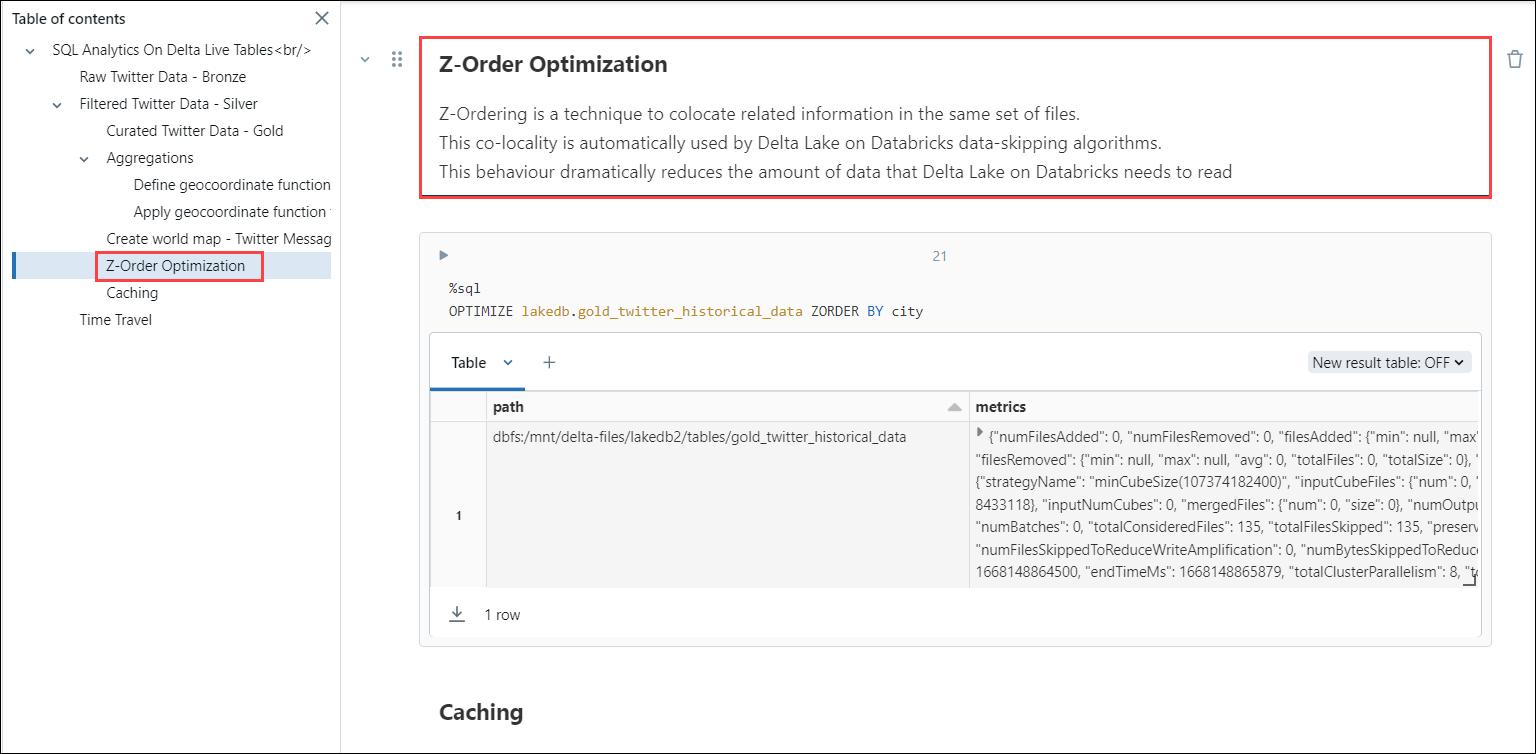 Table of contents
SQL Analytics On Delta Live Tables<br/>
Raw Twitter Data - Bronze
Filtered Twitter Data - Silver
Curated Twitter Data - Gold
Aggregations
Define geocoordinate function
Apply geocoordinate function
Create world map - Twitter Messag
Z-Order Optimization
Caching
Time Travel
Z-Order Optimization
Z-Ordering is a technique to colocate related information in the same set of files.
This co-locality is automatically used by Delta Lake on Databricks data-skipping algorithms.
This behaviour dramatically reduces the amount of data that Delta Lake on Databricks needs to read
21
%sql
OPTIMIZE lakedb.gold_twitter_historical_data ZORDER BY city
Table
New result table: OFF
path metrics
1
dbfs:/mnt/delta-files/lakedb2/tables/gold_twitter_historical_data
{"numFilesAdded": 0, "numFilesRemoved": 0, "filesAdded": {"min": null, "max"
"filesRemoved": {"min": null, "max": null, "avg": 0, "totalFiles": 0, "totalSize": 0}, "
{"strategyName": "minCubeSize(107374182400)", "inputCubeFiles": {"num": 0, "
8433118}, "inputNumCubes": 0, "mergedFiles": {"num": 0, "size": 0}, "numOutpu
"numBatches": 0, "totalConsideredFiles": 135, "totalFilesSkipped": 135, "preserv
"numFilesSkippedToReduceWriteAmplification": 0, "numBytesSkippedToReduc
1668148864500, "endTimeMs": 1668148865879, "totalClusterParallelism": 8, "t
1 row
Caching